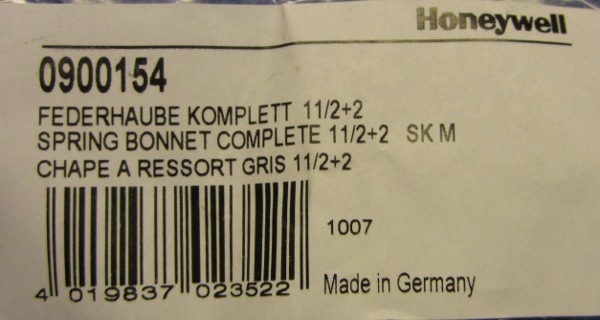 Honeywell
0900154
FEDERHAUBE KOMPLETT 11/2+2
SPRING BONNET COMPLETE 11/2+2 SK M
CHAPE A RESSORT GRIS 11/2+2
1007
4 019837 023522 Made in Germany